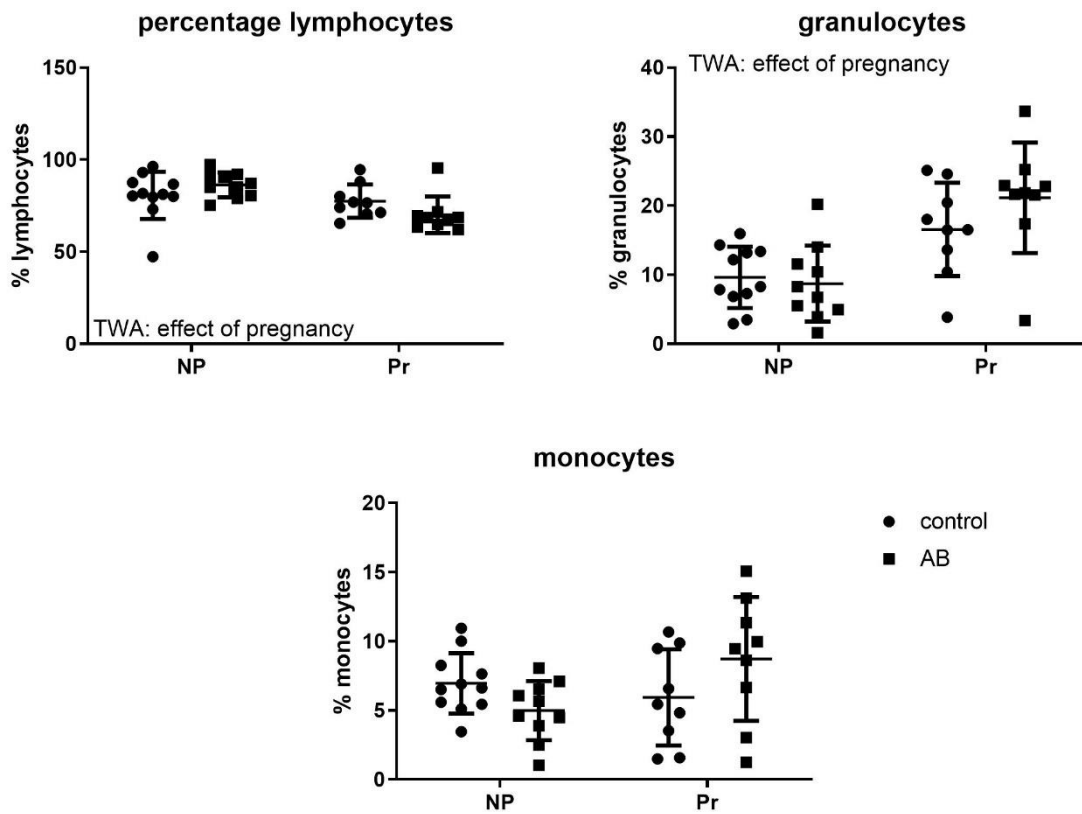 percentage lymphocytes
150
100
50
0
% lymphocytes
TWA: effect of pregnancy
NP
Pr
granulocytes
TWA: effect of pregnancy
40
30
20
10
0
% granulocytes
NP
Pr
monocytes
20
15
10
5
0
% monocytes
NP
Pr
control
AB